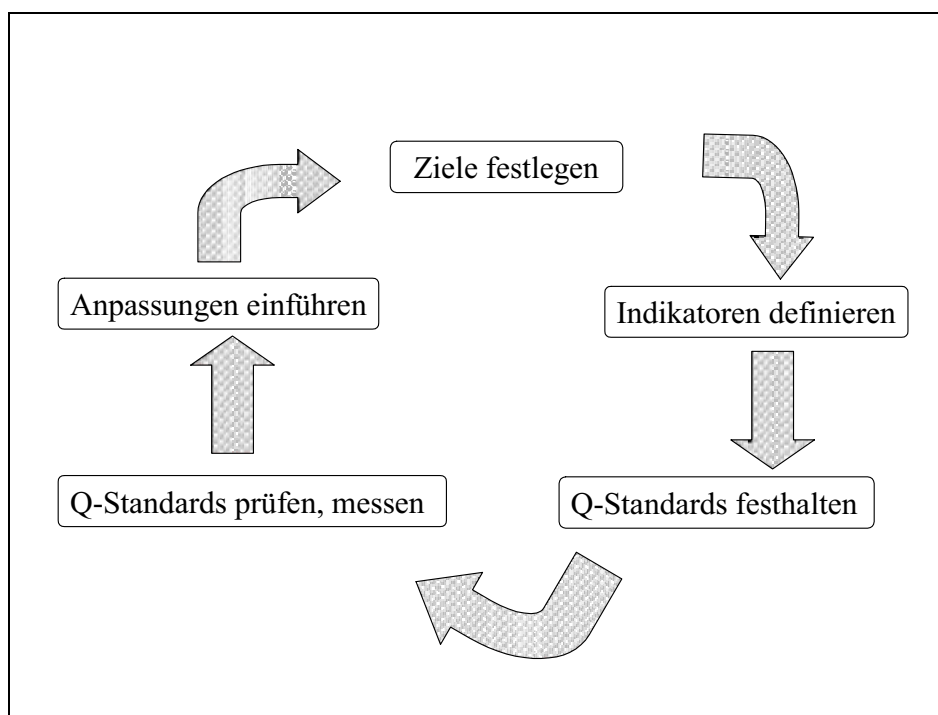 Ziele festlegen
Anpassungen einführen
Indikatoren definieren
Q-Standards prüfen, messen
Q-Standards festhalten